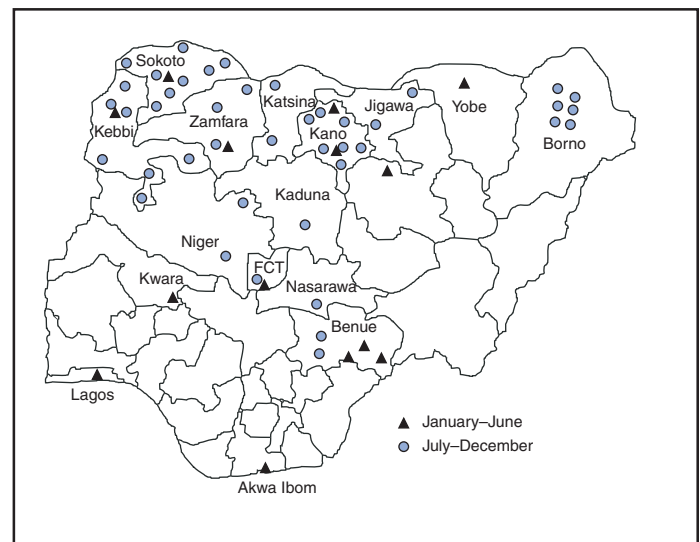 Sokoto
Katsina
Jigawa
Yobe
Zamfara
Kebbi
Kano
Borno
Kaduna
Niger
FCT
Kwara
Nasarawa
Benue
Lagos
January–June
July–December
Akwa Ibom